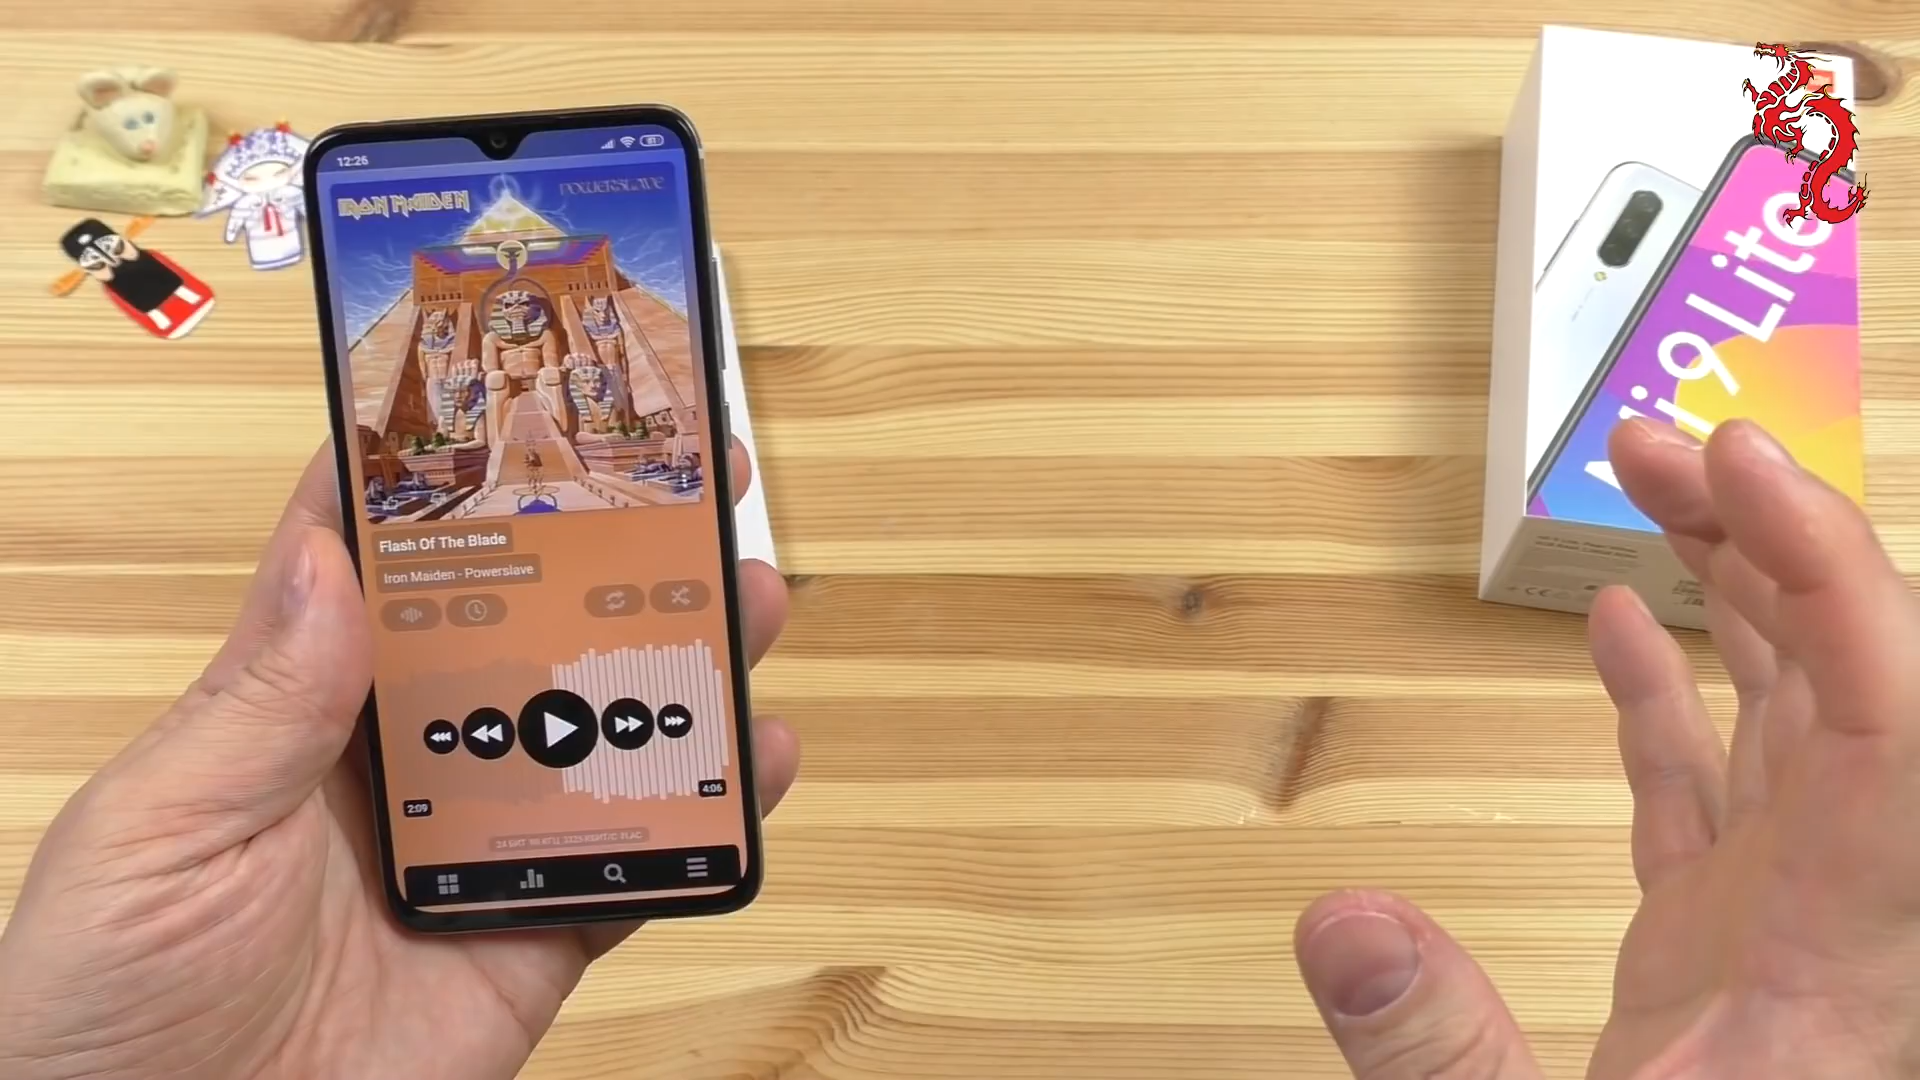 12:26
IRON MAIDEN
POWERSLAVE
Flash Of The Blade
Iron Maiden - Powerslave
2:09
4:06
Mi 9 Lite